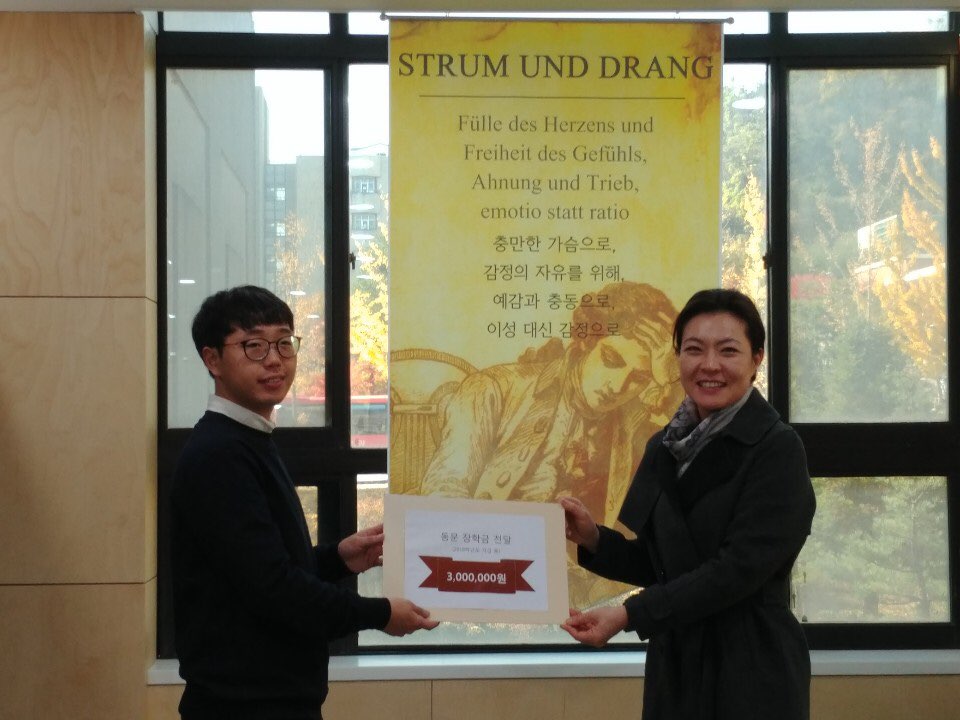 STRUM UND DRANG
Fülle des Herzens und
Freiheit des Gefühls,
Ahnung und Trieb,
emotio statt ratio
충만한 가슴으로,
감정의 자유를 위해,
예감과 충동으로,
이성 대신 감정으로
동문 장학금 전달
3,000,000원